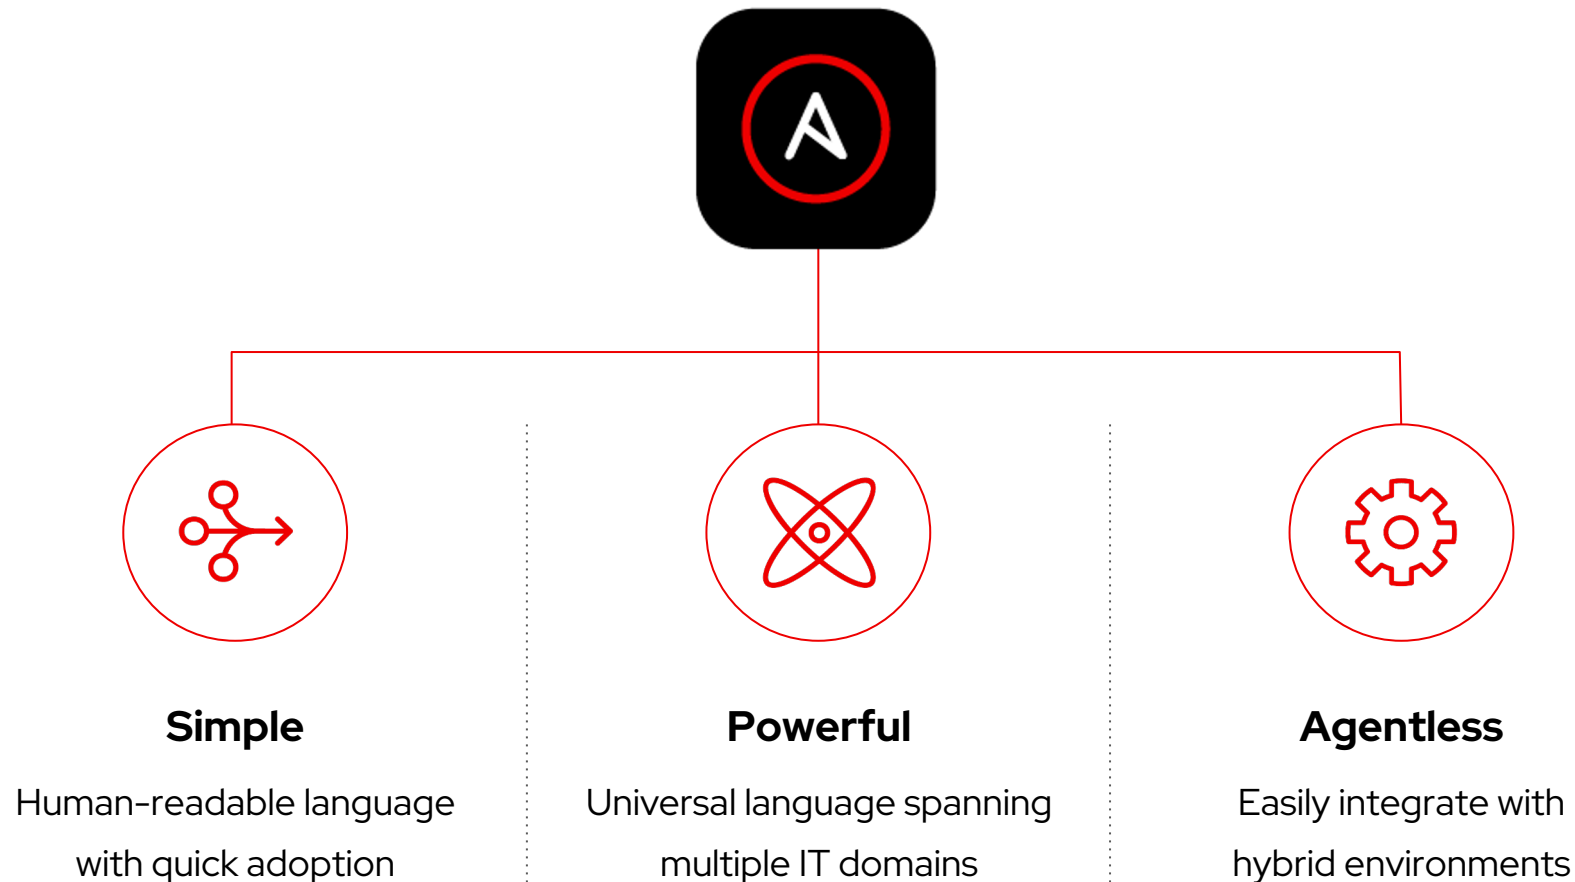 Simple
Human-readable language
with quick adoption
Powerful
Universal language spanning
multiple IT domains
Agentless
Easily integrate with
hybrid environments